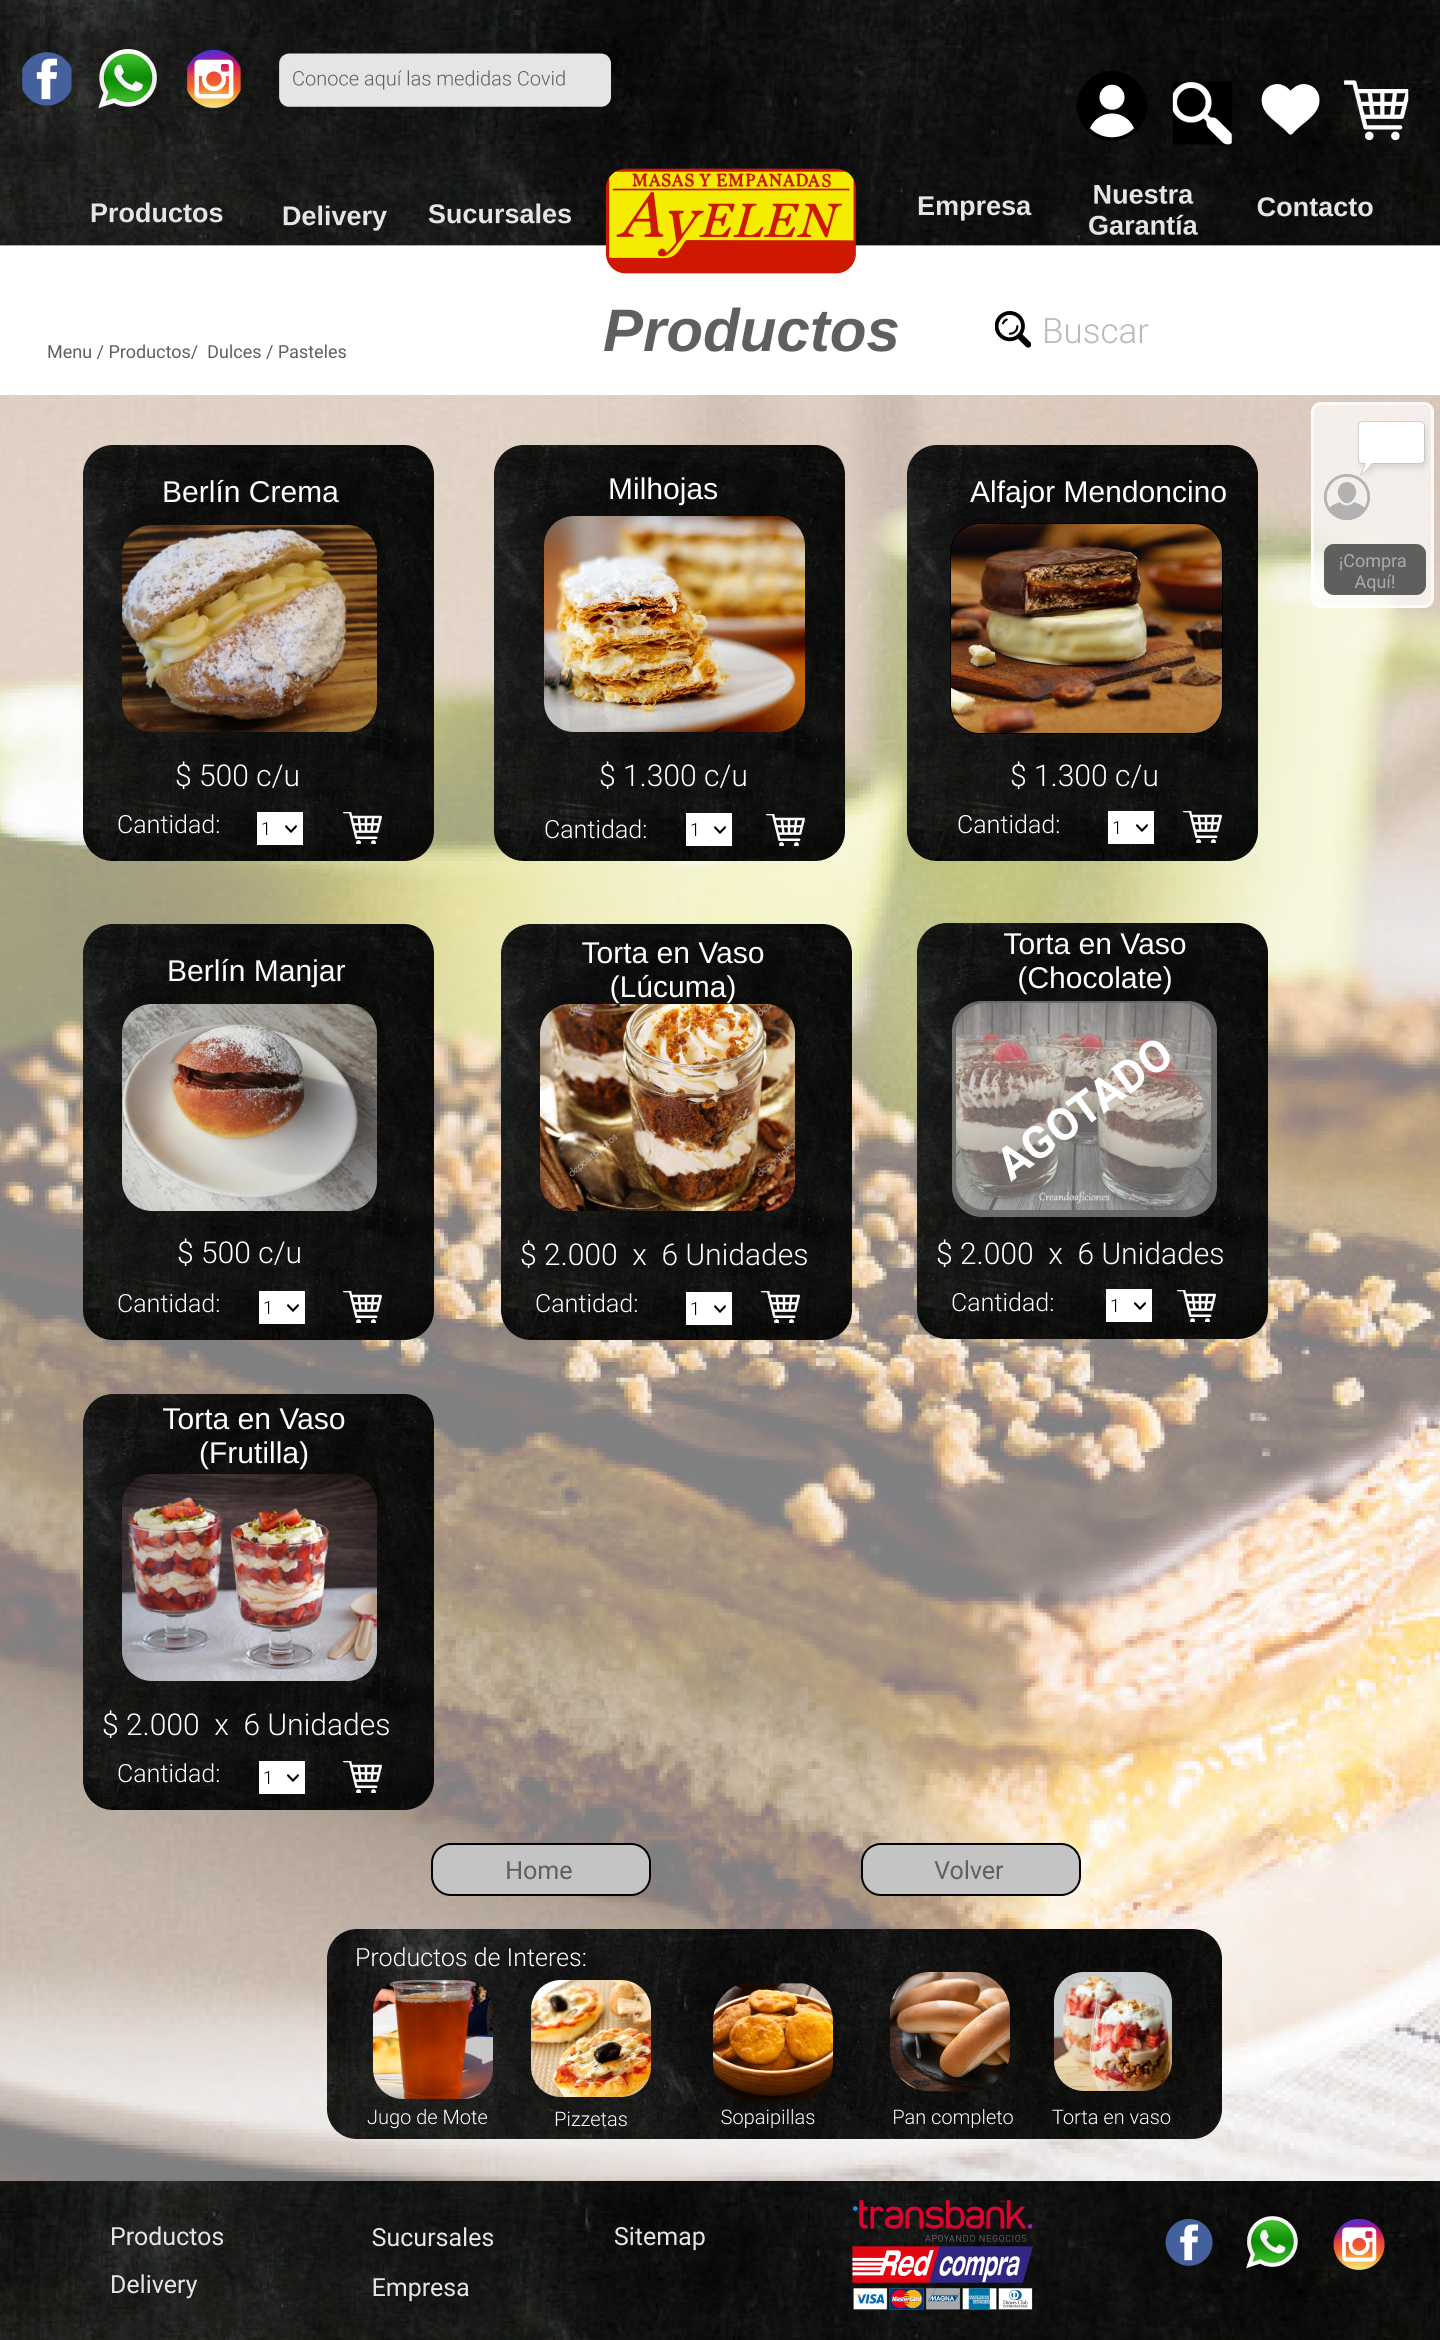 Conoce aquí las medidas Covid
Productos
Delivery
Sucursales
MASAS Y EMPANADAS
AyELEN
Empresa
Nuestra
Garantía
Contacto
Productos
Buscar
Menu / Productos/ Dulces / Pasteles
¡Compra
Aquí!
Berlín Crema
$ 500 c/u
Cantidad:
1
Milhojas
$ 1.300 c/u
Cantidad:
1
Alfajor Mendoncino
$ 1.300 c/u
Cantidad:
1
Berlín Manjar
$ 500 c/u
Cantidad:
1
Torta en Vaso
(Lúcuma)
depositphotos
$ 2.000 x 6 Unidades
Cantidad:
1
Torta en Vaso
(Chocolate)
AGOTADO
Creandoaficiones
$ 2.000 x 6 Unidades
Cantidad:
1
Torta en Vaso
(Frutilla)
$ 2.000 x 6 Unidades
Cantidad:
1
Home
Volver
Productos de Interes:
Jugo de Mote
Pizzetas
Sopaipillas
Pan completo
Torta en vaso
Productos
Delivery
Sucursales
Empresa
Sitemap
transbank.
APOYANDO NEGOCIOS
Red compra
VISA
MasterCard
MAGNA
Diners Club